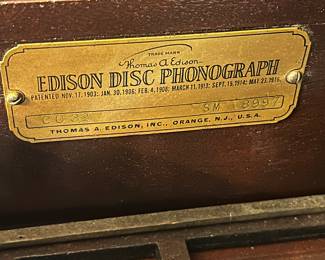 TRADE MARK
Thomas A Edison
EDISON DISC PHONOGRAPH
PATENTED NOV. 17, 1903; JAN. 30, 1906; FEB. 4, 1908; MARCH 11, 1913; SEPT. 15, 1914; MAY 23, 1916
SM
THOMAS A. EDISON, INC., ORANGE, N.J., U.S.A.